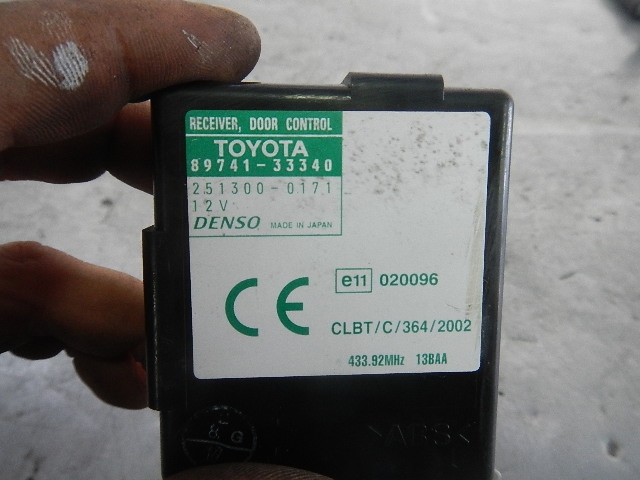 RECEIVER, DOOR CONTROL
TOYOTA
89741-33340
251300-0171
12V
DENSO MADE IN JAPAN
CE
e11 020096
CLBT/C/364/2002
433.92MHz 13BAA
>ABS<